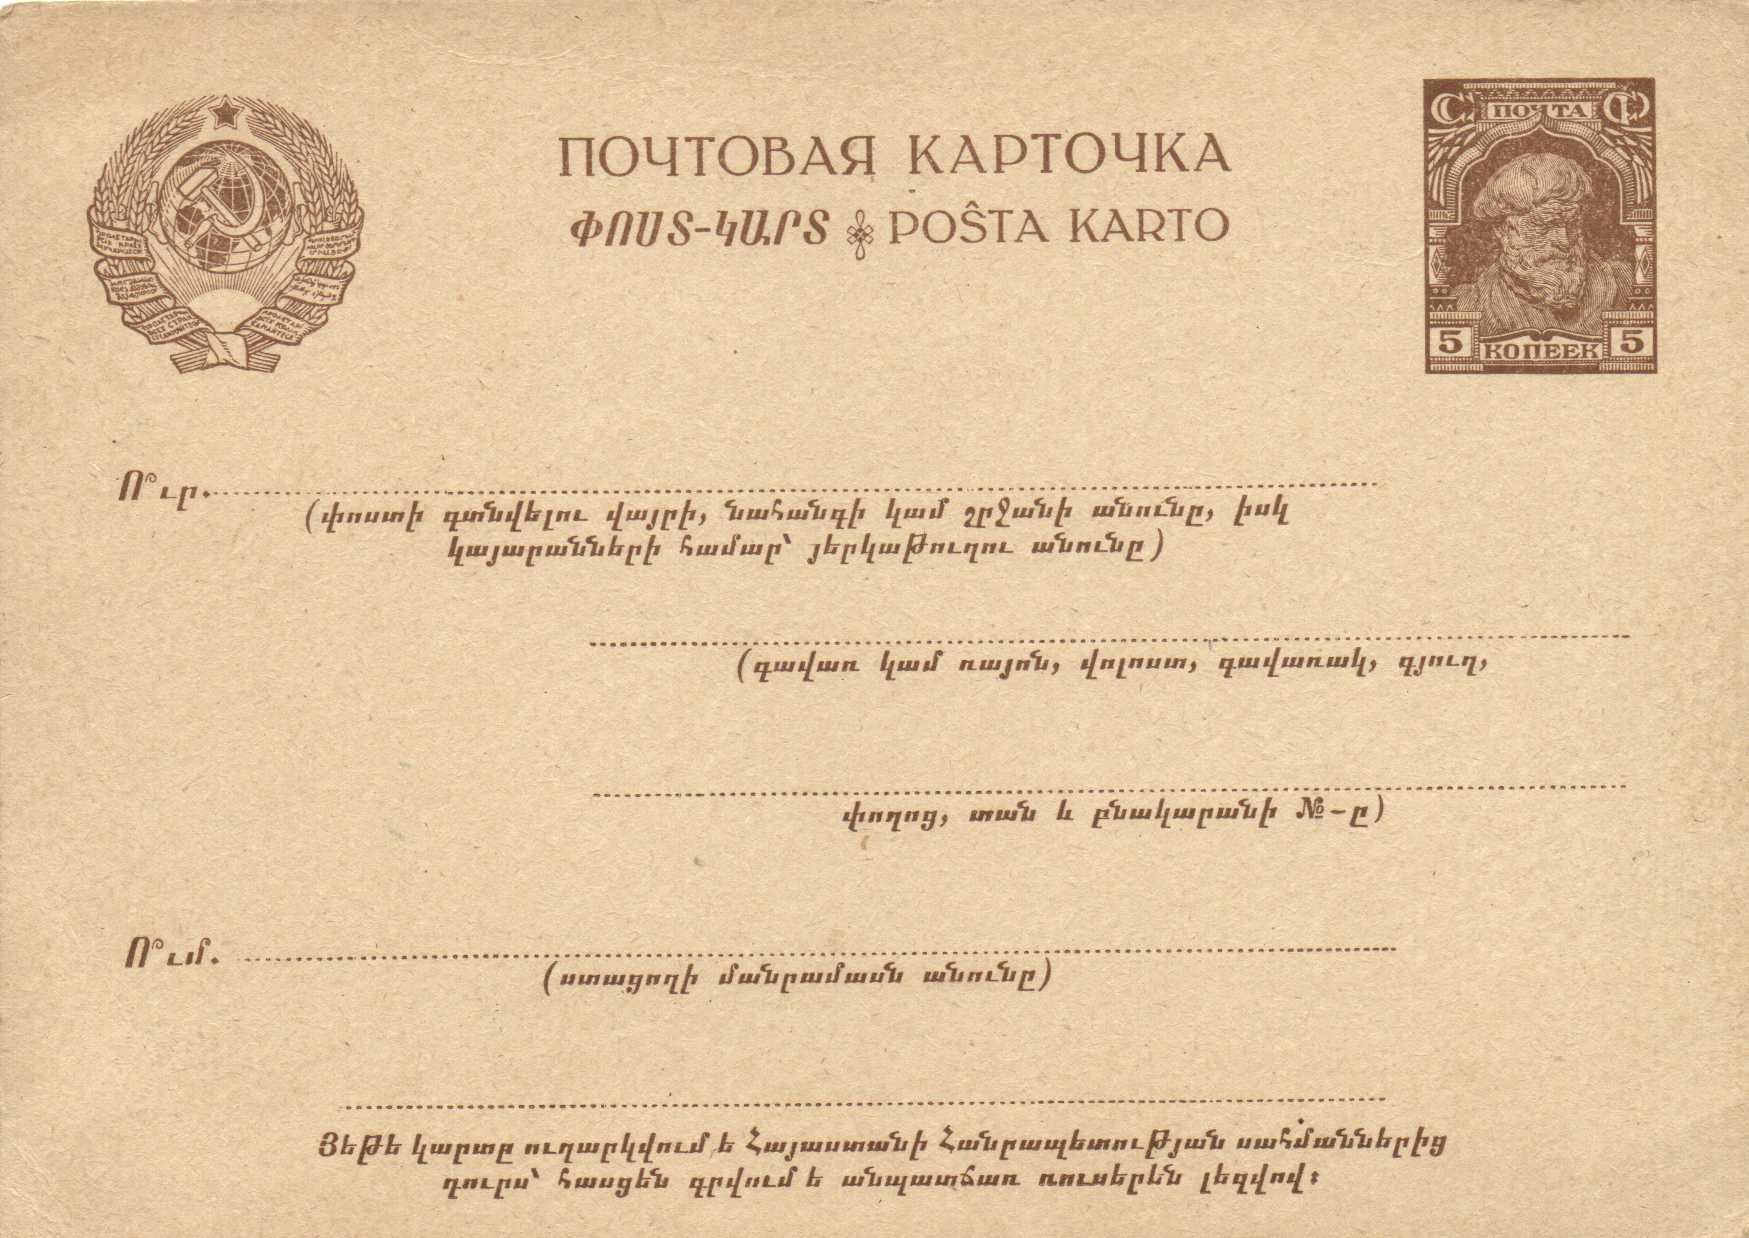 ПОЧТОВАЯ КАРТОЧКА
ՓՈՍՏ-ԿԱՐՏ POŜTA KARTO
ПОЧТА
5 КОПЕЕК 5
Ո՞ւր.
(փոստի գտնվելու վայրի, նահանգի կամ շրջանի անունը, իսկ
կայարանների համար՝ յերկաթուղու անունը)
(գավառ կամ ռայոն, վոլոստ, գավառակ, գյուղ,
փողոց, տան և բնակարանի №-ը)
Ո՞ւմ.
(ստացողի մանրամասն անունը)
Յեթե կարտը ուղարկվում է Հայաստանի Հանրապետության սահմաններից
դուրս՝ հասցեն գրվում է անպատճառ ռուսերեն լեզվով։